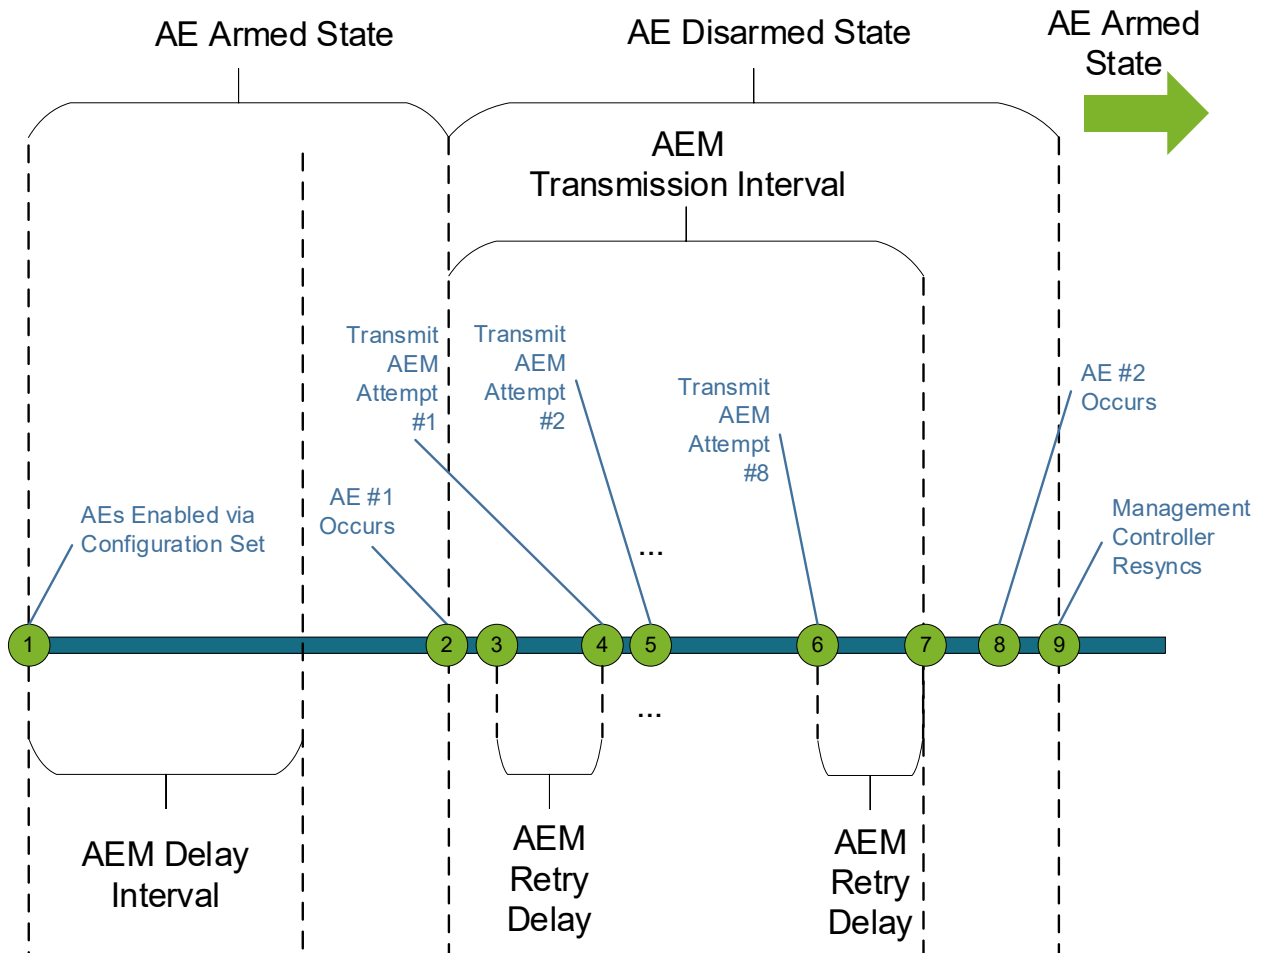 AE Armed State
AE Disarmed State
AE Armed
State
AEM
Transmission Interval
Transmit
AEM
Attempt
#1
Transmit
AEM
Attempt
#2
Transmit
AEM
Attempt
#8
AE #2
Occurs
AEs Enabled via
Configuration Set
AE #1
Occurs
...
Management
Controller
Resyncs
1
2
3
4
5
6
7
8
9
...
AEM Delay
Interval
AEM
Retry
Delay
AEM
Retry
Delay